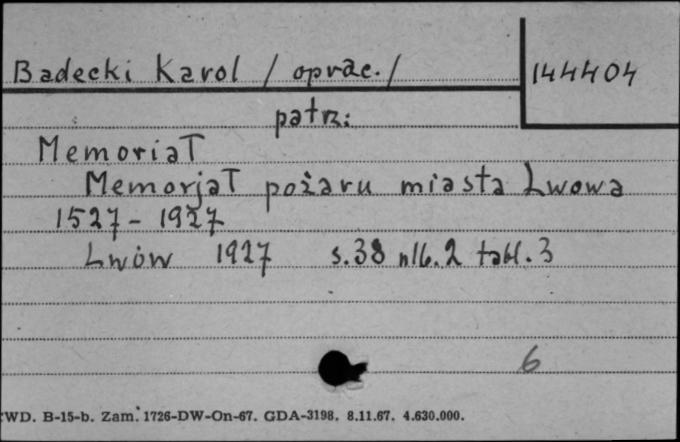 Badecki Karol / oprac. /
144404
patrz:
Memoriał
Memorjał pożaru miasta Lwowa
1527 - 1927
Lwów 1927 s. 38 nlb. 2 tabl. 3
6
WD. B-15-b. Zam. 1726-DW-On-67. GDA-3198. 8.11.67. 4.630.000.